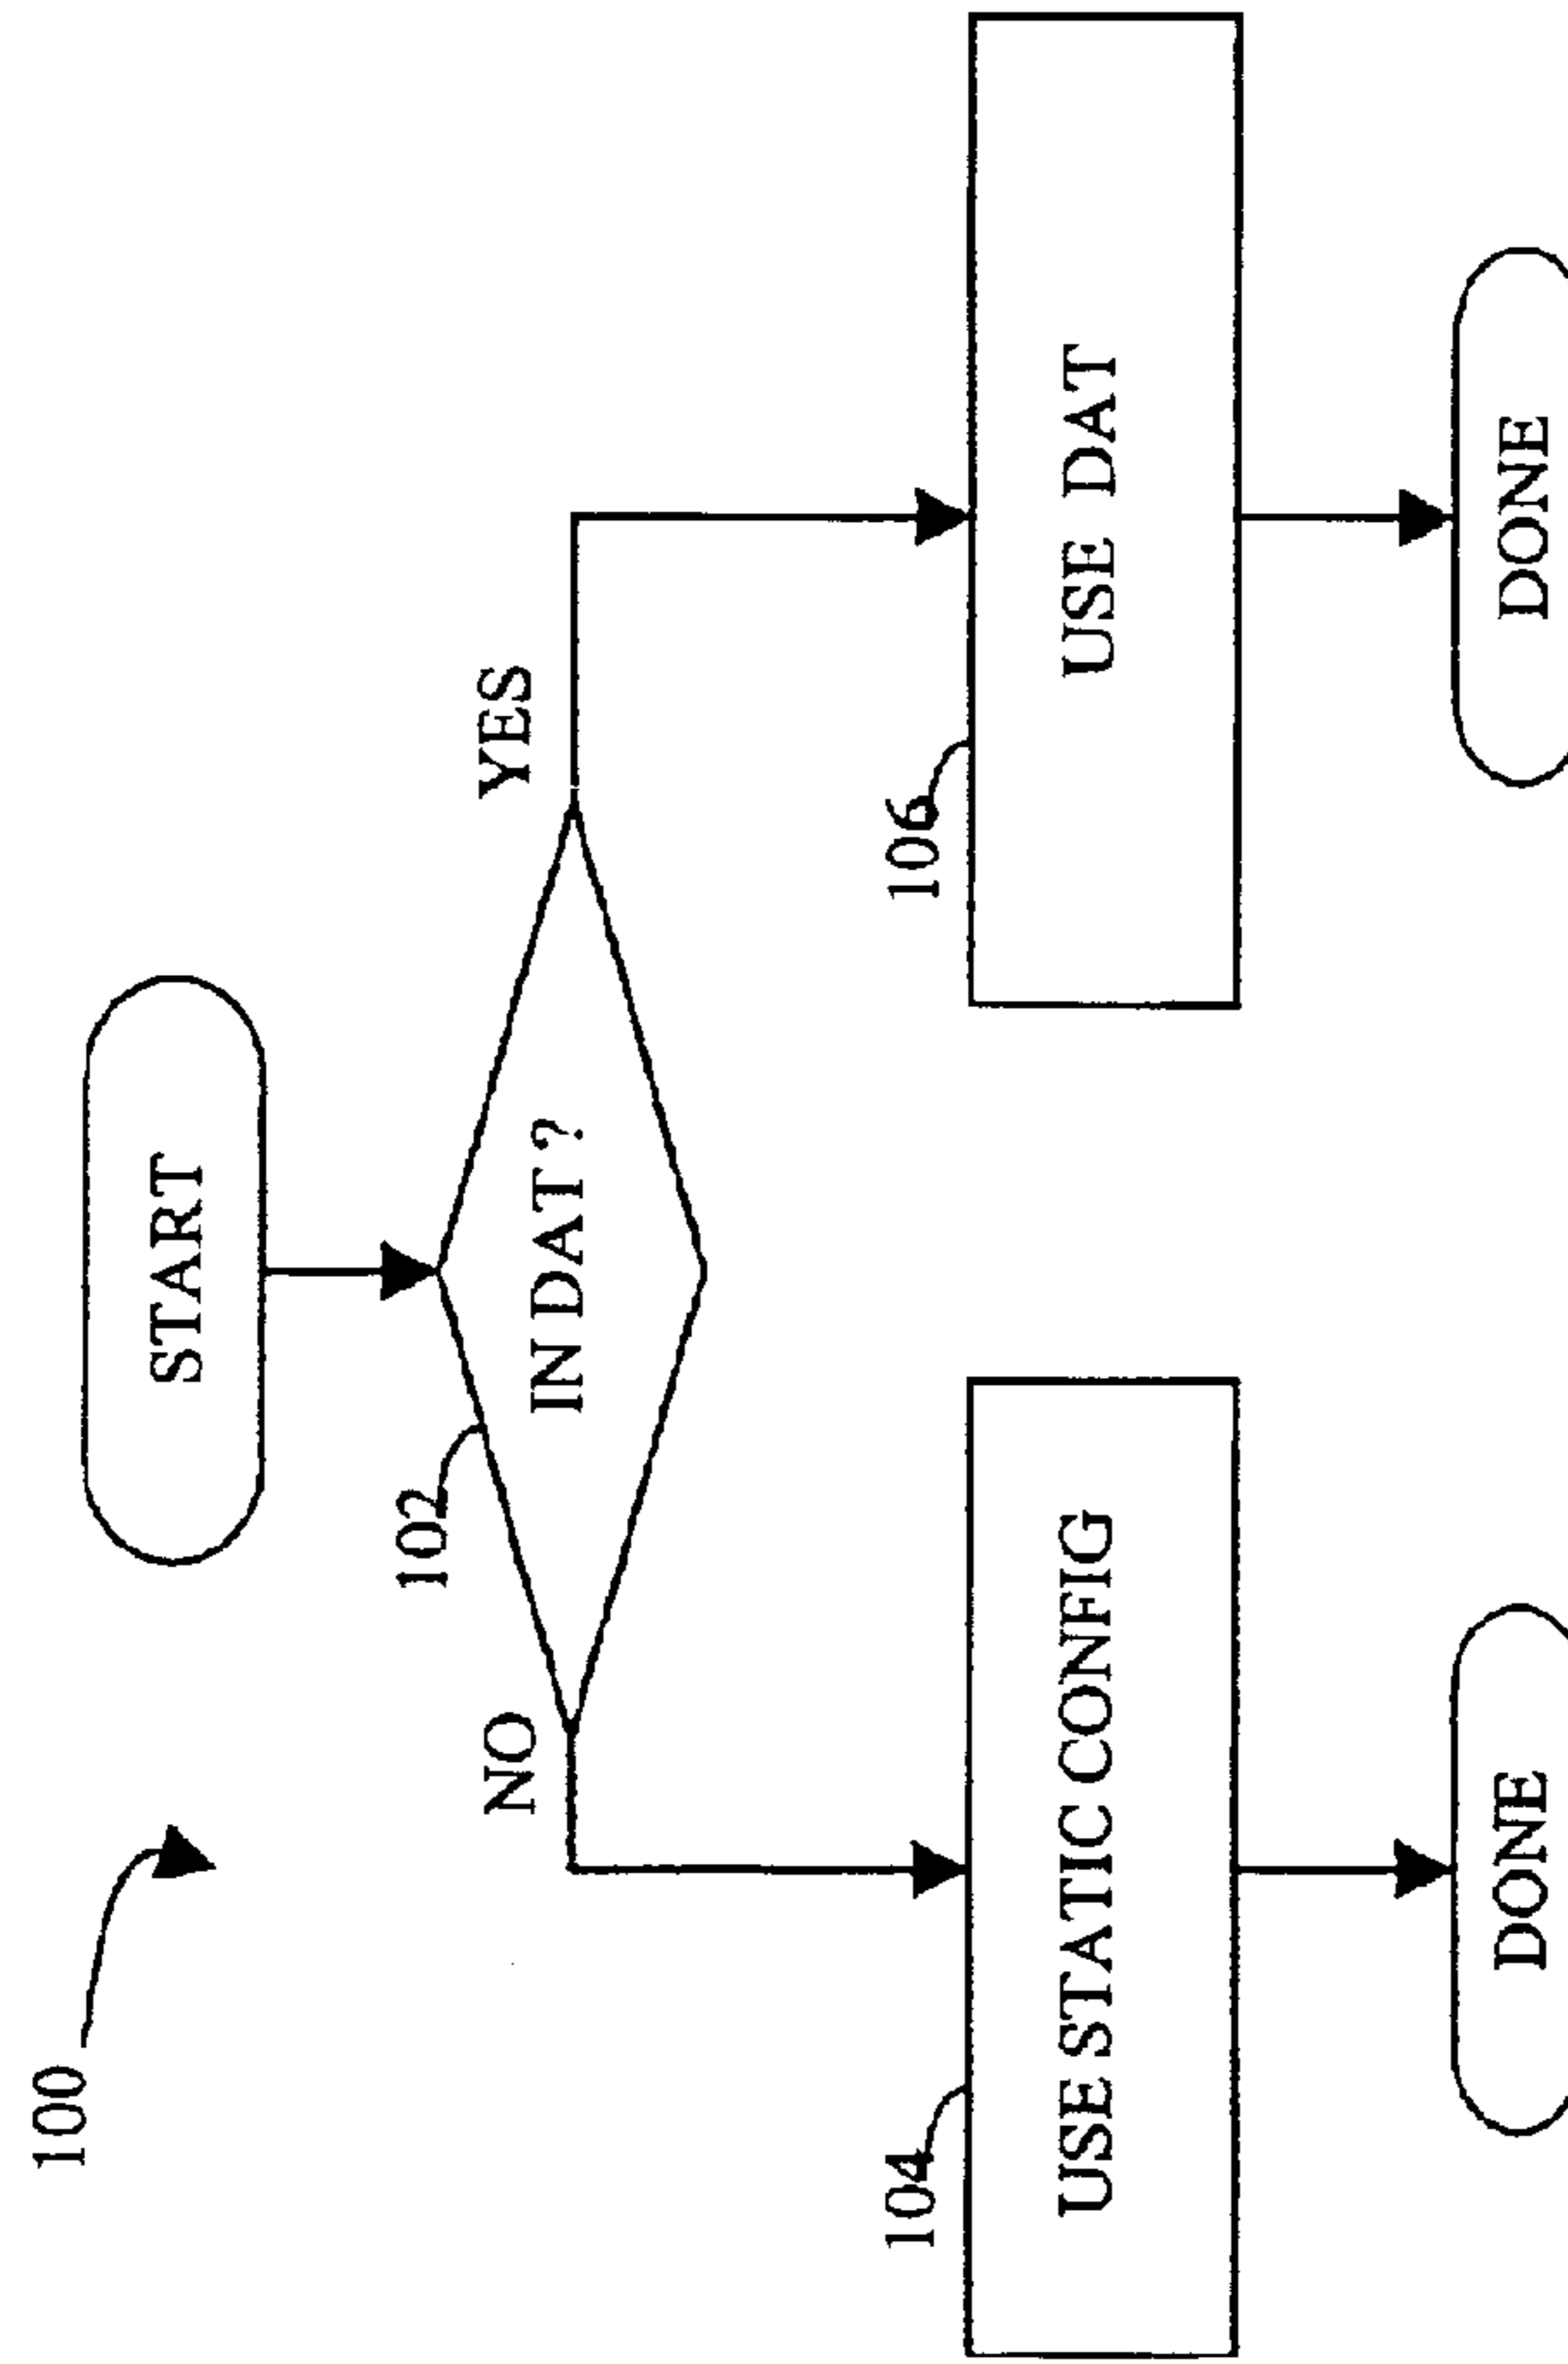 100
START
102
IN DAT?
NO
YES
104
USE STATIC CONFIG
106
USE DAT
DONE
DONE